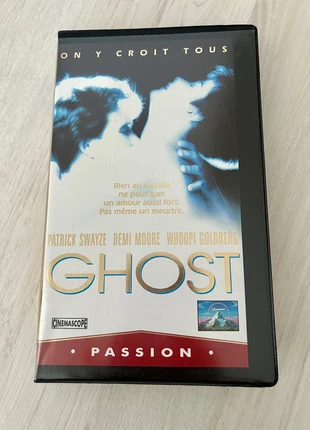 ON Y CROIT TOUS
Rien au monde
ne peut tuer
un amour aussi fort.
Pas même un meurtre.
PATRICK SWAYZE DEMI MOORE WHOOPI GOLDBERG
GHOST
CINEMASCOPE
Paramount
• PASSION •